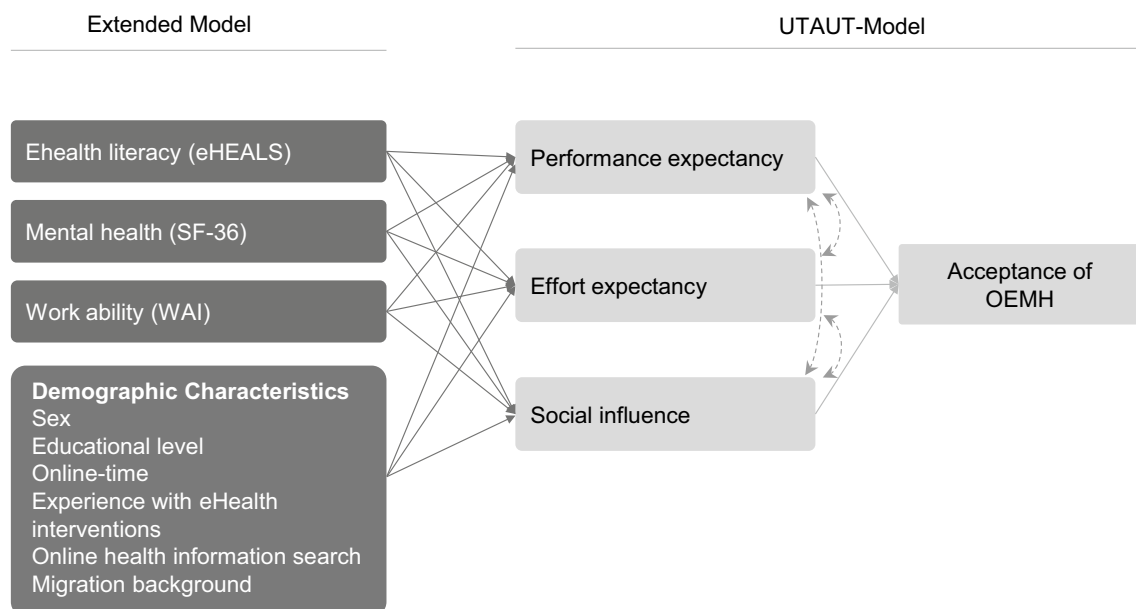 Extended Model
UTAUT-Model
Ehealth literacy (eHEALS)
Mental health (SF-36)
Work ability (WAI)
Demographic Characteristics
Sex
Educational level
Online-time
Experience with eHealth
interventions
Online health information search
Migration background
Performance expectancy
Effort expectancy
Social influence
Acceptance of
OEMH